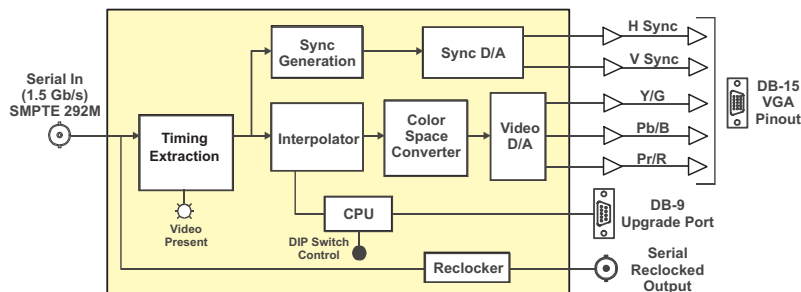 Serial In
(1.5 Gb/s)
SMPTE 292M
Timing
Extraction
Video
Present
Sync
Generation
Sync D/A
Interpolator
Color
Space
Converter
Video
D/A
CPU
DIP Switch
Control
Reclocker
H Sync
V Sync
Y/G
Pb/B
Pr/R
DB-15
VGA
Pinout
DB-9
Upgrade Port
Serial
Reclocked
Output